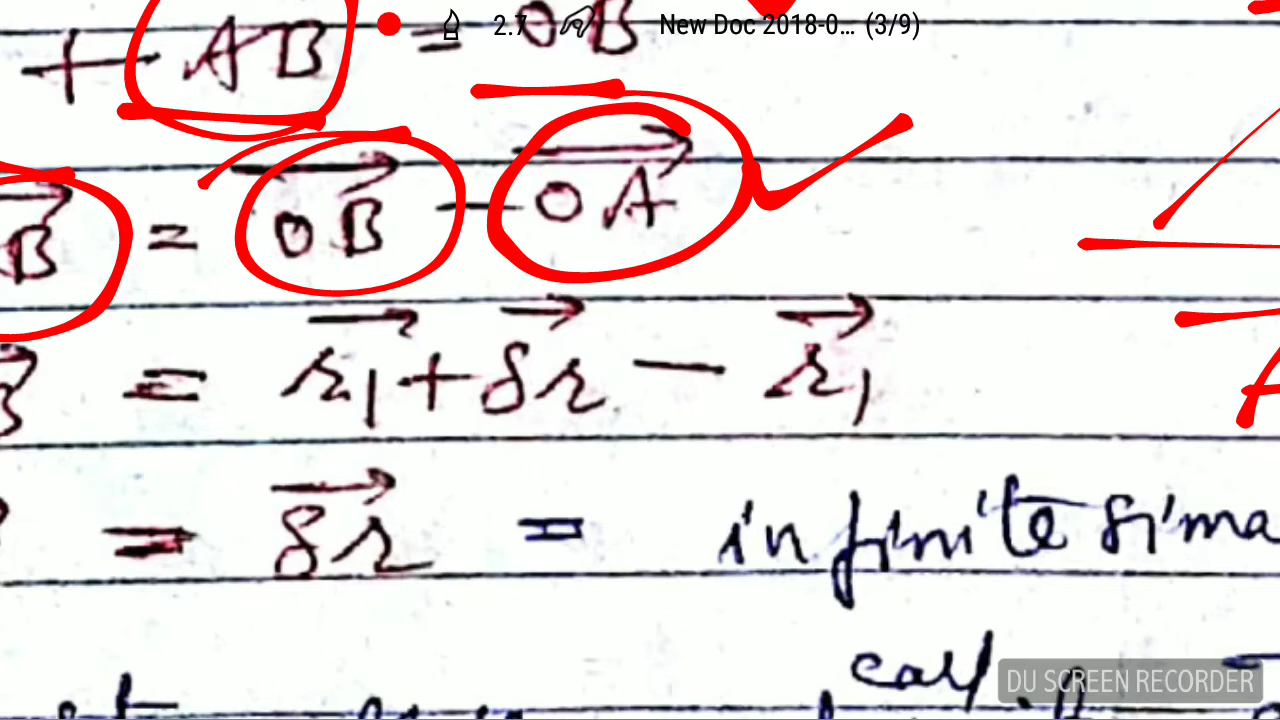 2.7 New Doc 2018-0... (3/9)
+ AB = OB
B = OB - OA
B = r₁ + δr - r₁
= δr = infinitesima
call
DU SCREEN RECORDER